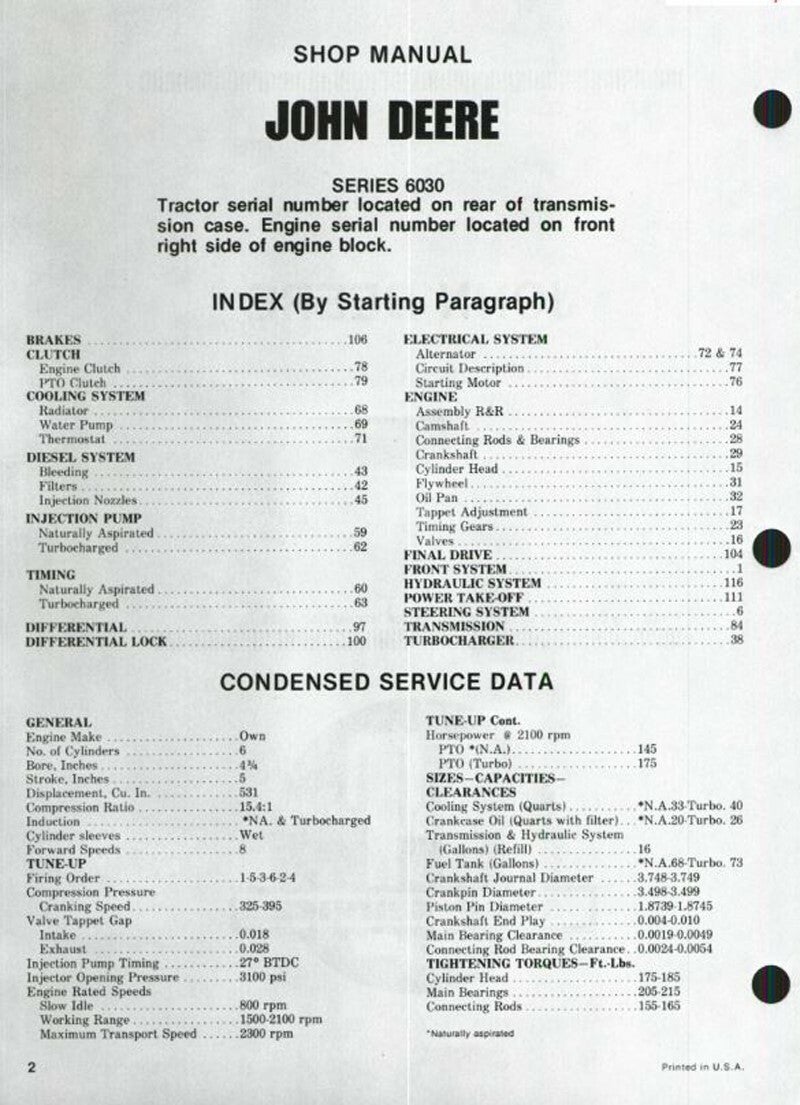 SHOP MANUAL
JOHN DEERE
SERIES 6030
Tractor serial number located on rear of transmis-
sion case. Engine serial number located on front
right side of engine block.
INDEX (By Starting Paragraph)
BRAKES ... 106
CLUTCH
Engine Clutch ... 78
PTO Clutch ... 79
COOLING SYSTEM
Radiator ... 68
Water Pump ... 69
Thermostat ... 71
DIESEL SYSTEM
Bleeding ... 43
Filters ... 42
Injection Nozzles ... 45
INJECTION PUMP
Naturally Aspirated ... 59
Turbocharged ... 62
TIMING
Naturally Aspirated ... 60
Turbocharged ... 63
DIFFERENTIAL ... 97
DIFFERENTIAL LOCK ... 100
ELECTRICAL SYSTEM
Alternator ... 72 & 74
Circuit Description ... 77
Starting Motor ... 76
ENGINE
Assembly R&R ... 14
Camshaft ... 24
Connecting Rods & Bearings ... 28
Crankshaft ... 29
Cylinder Head ... 15
Flywheel ... 31
Oil Pan ... 32
Tappet Adjustment ... 17
Timing Gears ... 23
Valves ... 16
FINAL DRIVE ... 104
FRONT SYSTEM ... 1
HYDRAULIC SYSTEM ... 116
POWER TAKE-OFF ... 111
STEERING SYSTEM ... 6
TRANSMISSION ... 84
TURBOCHARGER ... 38
CONDENSED SERVICE DATA
GENERAL
Engine Make ... Own
No. of Cylinders ... 6
Bore, Inches ... 4¾
Stroke, Inches ... 5
Displacement, Cu. In. ... 531
Compression Ratio ... 15.4:1
Induction ... *NA. & Turbocharged
Cylinder sleeves ... Wet
Forward Speeds ... 8
TUNE-UP
Firing Order ... 1-5-3-6-2-4
Compression Pressure
Cranking Speed ... 325-395
Valve Tappet Gap
Intake ... 0.018
Exhaust ... 0.028
Injection Pump Timing ... 27° BTDC
Injector Opening Pressure ... 3100 psi
Engine Rated Speeds
Slow Idle ... 800 rpm
Working Range ... 1500-2100 rpm
Maximum Transport Speed ... 2300 rpm
TUNE-UP Cont.
Horsepower @ 2100 rpm
PTO *(N.A.) ... 145
PTO (Turbo) ... 175
SIZES—CAPACITIES—
CLEARANCES
Cooling System (Quarts) ... *N.A.33-Turbo. 40
Crankcase Oil (Quarts with filter) ... *N.A.20-Turbo. 26
Transmission & Hydraulic System
(Gallons) (Refill) ... 16
Fuel Tank (Gallons) ... *N.A.68-Turbo. 73
Crankshaft Journal Diameter ... 3.748-3.749
Crankpin Diameter ... 3.498-3.499
Piston Pin Diameter ... 1.8739-1.8745
Crankshaft End Play ... 0.004-0.010
Main Bearing Clearance ... 0.0019-0.0049
Connecting Rod Bearing Clearance ... 0.0024-0.0054
TIGHTENING TORQUES—Ft.-Lbs.
Cylinder Head ... 175-185
Main Bearings ... 205-215
Connecting Rods ... 155-165
*Naturally aspirated
2
Printed in U.S.A.